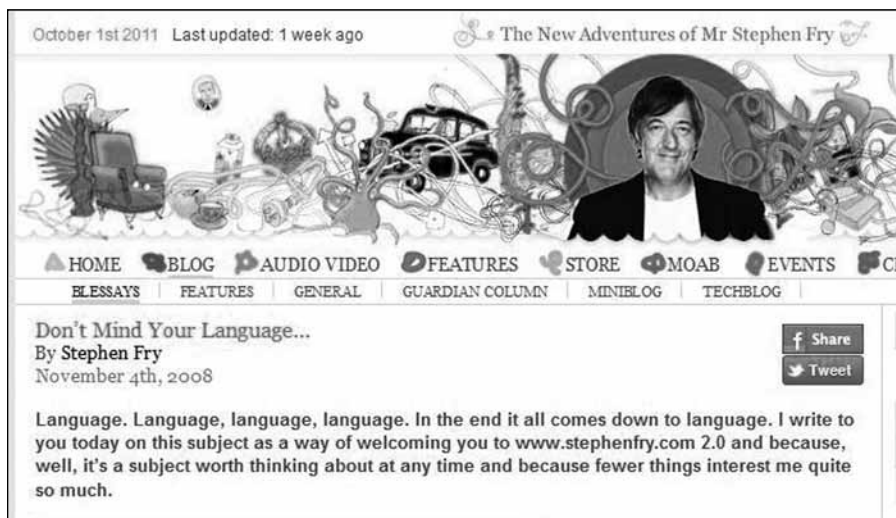 October 1st 2011 Last updated: 1 week ago
The New Adventures of Mr Stephen Fry
HOME BLOG AUDIO VIDEO FEATURES STORE MOAB EVENTS
BLESSAYS FEATURES GENERAL GUARDIAN COLUMN MINIBLOG TECHBLOG
Don't Mind Your Language...
By Stephen Fry
November 4th, 2008
f Share
Tweet
Language. Language, language, language. In the end it all comes down to language. I write to
you today on this subject as a way of welcoming you to www.stephenfry.com 2.0 and because,
well, it's a subject worth thinking about at any time and because fewer things interest me quite
so much.